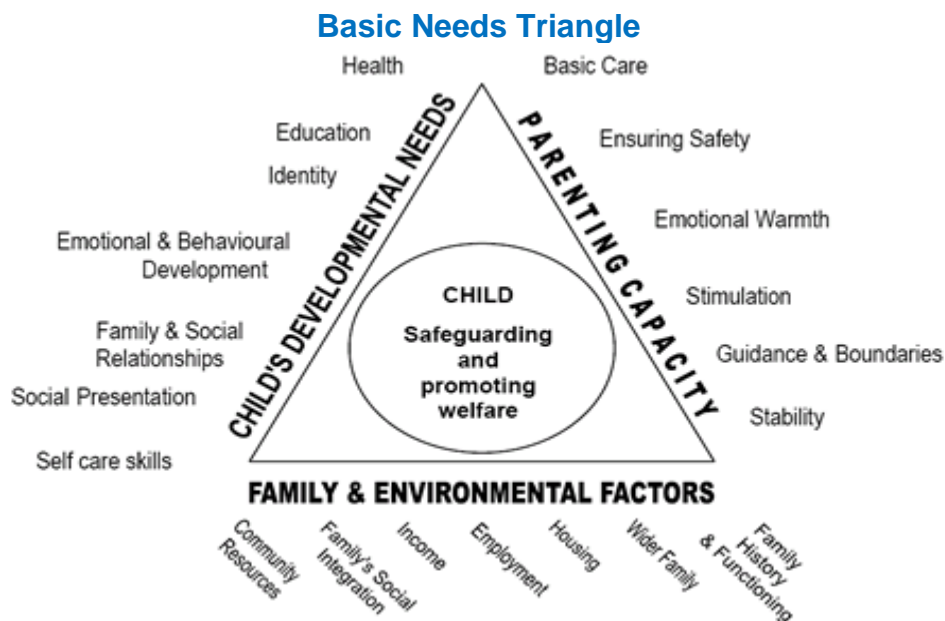 Basic Needs Triangle
Health
Basic Care
Education
Ensuring Safety
Identity
Emotional Warmth
Emotional & Behavioural
Development
Stimulation
Family & Social
Relationships
Guidance & Boundaries
Social Presentation
Stability
Self care skills
CHILD'S DEVELOPMENTAL NEEDS
PARENTING CAPACITY
CHILD
Safeguarding
and
promoting
welfare
FAMILY & ENVIRONMENTAL FACTORS
Community
Resources
Family's Social
Integration
Income
Employment
Housing
Wider Family
Family
History
& Functioning